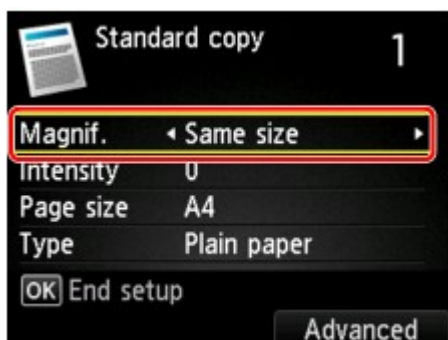 Standard copy 1
Magnif. Same size
Intensity 0
Page size A4
Type Plain paper
OK End setup
Advanced